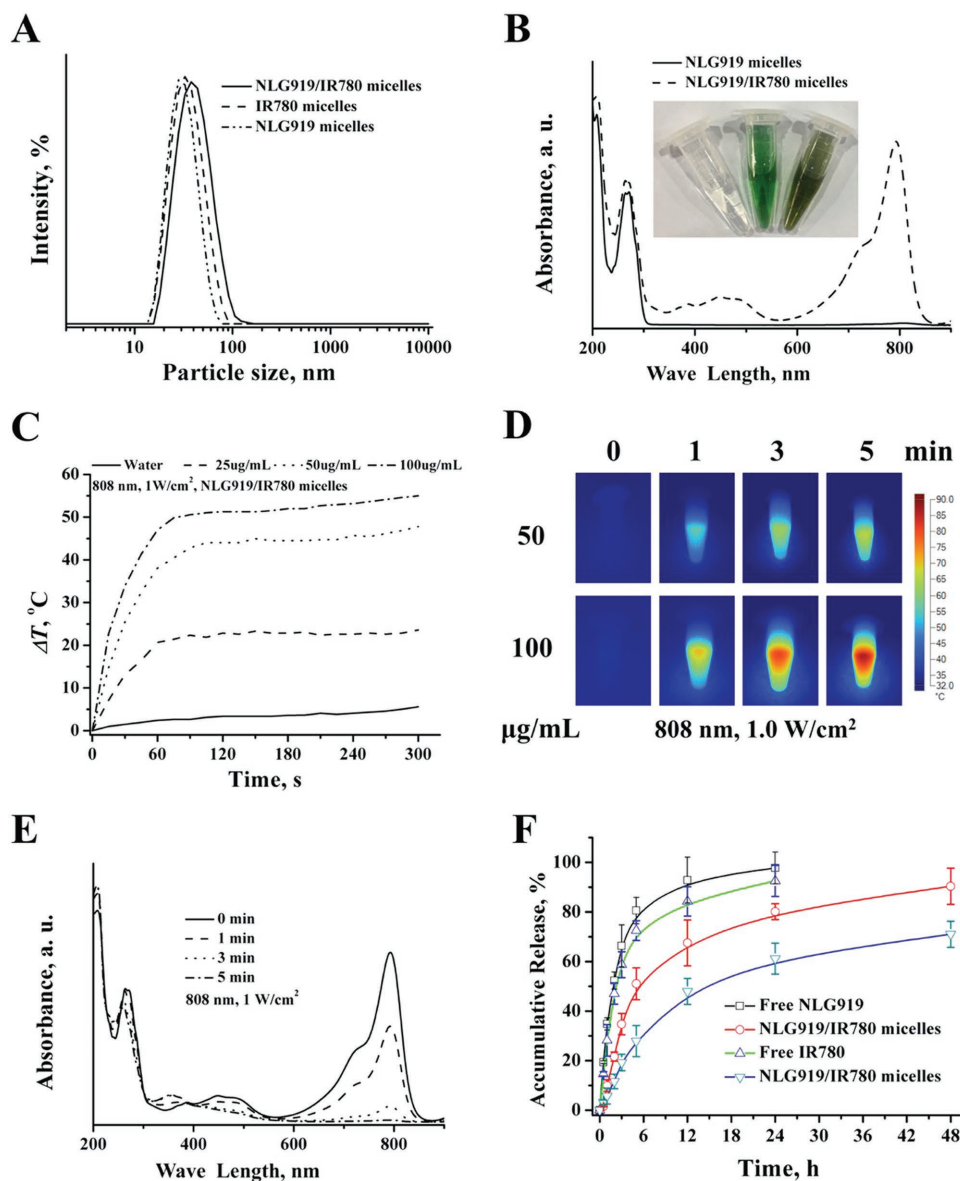 A
NLG919/IR780 micelles
IR780 micelles
NLG919 micelles
Intensity, %
10 100 1000 10000
Particle size, nm
B
NLG919 micelles
NLG919/IR780 micelles
Absorbance, a. u.
200 400 600 800
Wave Length, nm
C
Water 25ug/mL 50ug/mL 100ug/mL
808 nm, 1W/cm², NLG919/IR780 micelles
60
50
40
30
20
10
0
ΔT, °C
0 60 120 180 240 300
Time, s
D
0 1 3 5 min
50
100
90.0
85
80
75
70
65
60
55
50
45
40
35
32.0
°C
μg/mL 808 nm, 1.0 W/cm²
E
0 min
1 min
3 min
5 min
808 nm, 1 W/cm²
Absorbance, a. u.
200 400 600 800
Wave Length, nm
F
100
80
60
40
20
0
Accumulative Release, %
Free NLG919
NLG919/IR780 micelles
Free IR780
NLG919/IR780 micelles
0 6 12 18 24 30 36 42 48
Time, h